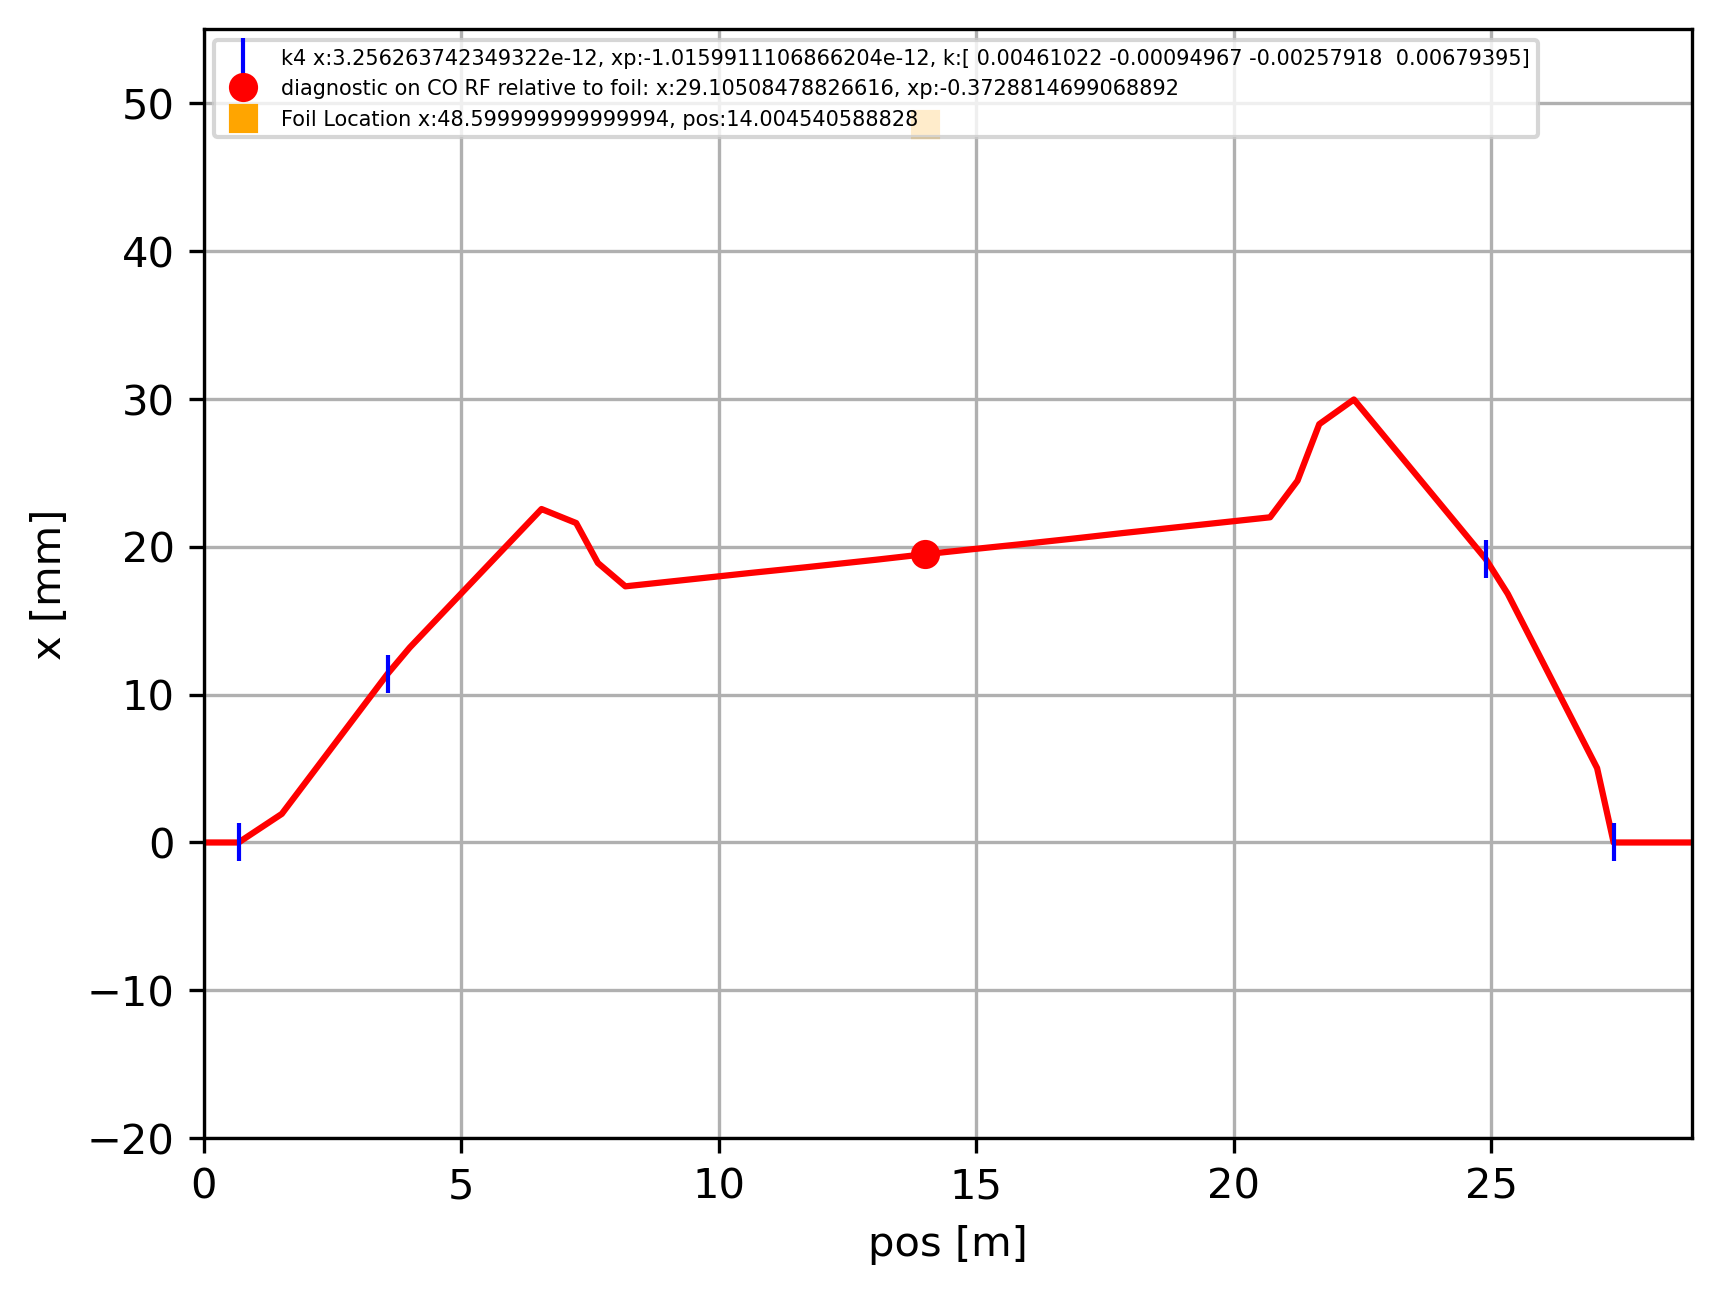 k4 x:3.256263742349322e-12, xp:-1.0159911106866204e-12, k:[ 0.00461022 -0.00094967 -0.00257918  0.00679395]
diagnostic on CO RF relative to foil: x:29.10508478826616, xp:-0.3728814699068892
Foil Location x:48.599999999999994, pos:14.004540588828
50
40
30
20
10
0
−10
−20
x [mm]
0 5 10 15 20 25
pos [m]